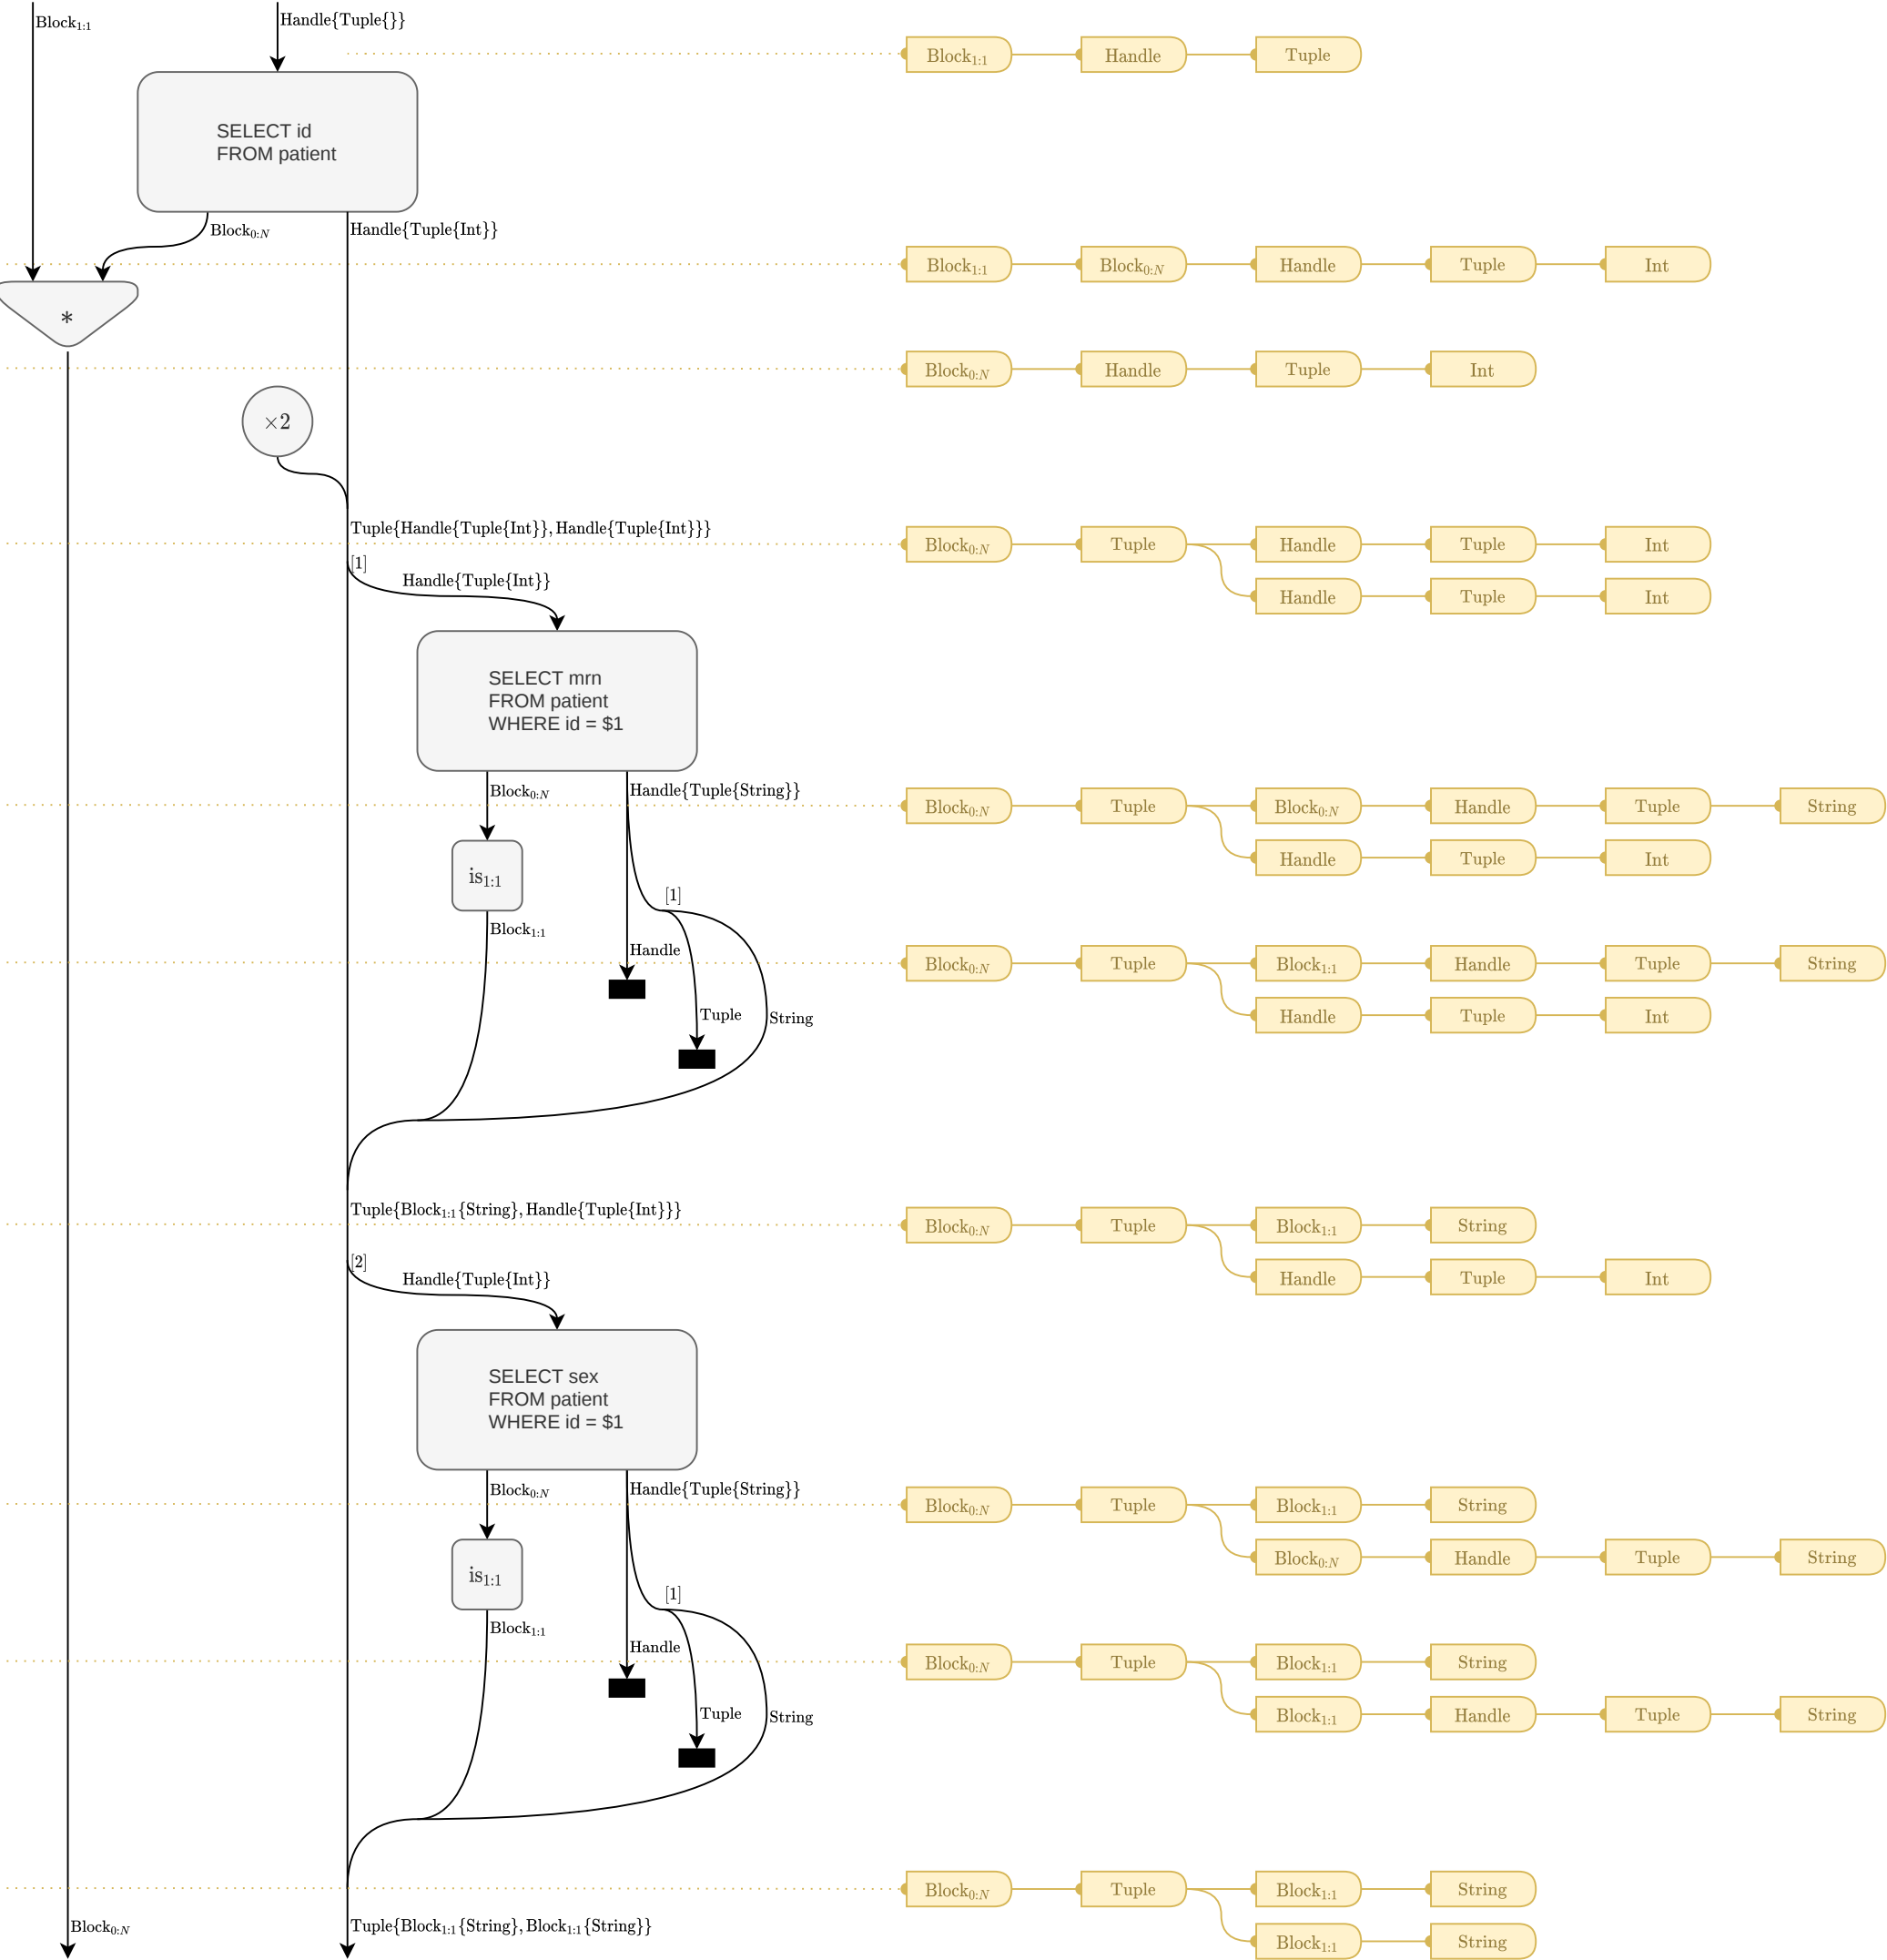 Block₁:₁
Handle{Tuple{}}
Block₁:₁ Handle Tuple
SELECT id
FROM patient
Block₀:N
Handle{Tuple{Int}}
Block₁:₁ Block₀:N Handle Tuple Int
*
Block₀:N Handle Tuple Int
×2
Tuple{Handle{Tuple{Int}}, Handle{Tuple{Int}}}
Block₀:N Tuple Handle Tuple Int
[1]
Handle{Tuple{Int}}
Handle Tuple Int
SELECT mrn
FROM patient
WHERE id = $1
Block₀:N
Handle{Tuple{String}}
Block₀:N Tuple Block₀:N Handle Tuple String
Handle Tuple Int
is₁:₁
[1]
Block₁:₁
Handle
Block₀:N Tuple Block₁:₁ Handle Tuple String
Tuple
String
Handle Tuple Int
Tuple{Block₁:₁{String}, Handle{Tuple{Int}}}
Block₀:N Tuple Block₁:₁ String
[2]
Handle{Tuple{Int}}
Handle Tuple Int
SELECT sex
FROM patient
WHERE id = $1
Block₀:N
Handle{Tuple{String}}
Block₀:N Tuple Block₁:₁ String
Block₀:N Handle Tuple String
is₁:₁
[1]
Block₁:₁
Handle
Block₀:N Tuple Block₁:₁ String
Tuple
String
Block₁:₁ Handle Tuple String
Block₀:N Tuple Block₁:₁ String
Block₀:N
Tuple{Block₁:₁{String}, Block₁:₁{String}}
Block₁:₁ String